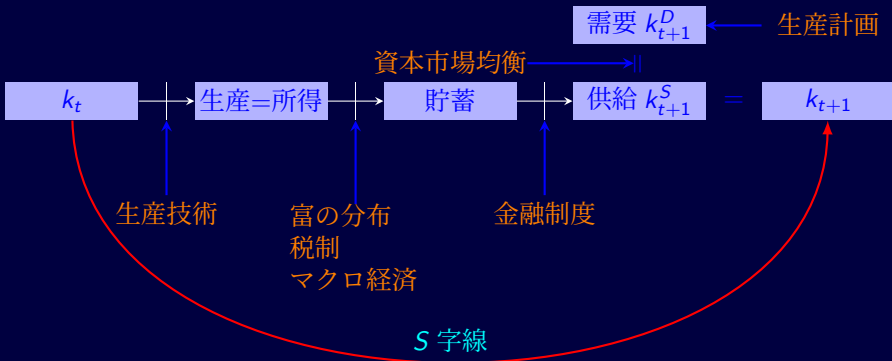 需要 k^D_{t+1}
生産計画
資本市場均衡
||
k_t
生産=所得
貯蓄
供給 k^S_{t+1}
=
k_{t+1}
生産技術
富の分布
税制
マクロ経済
金融制度
S 字線